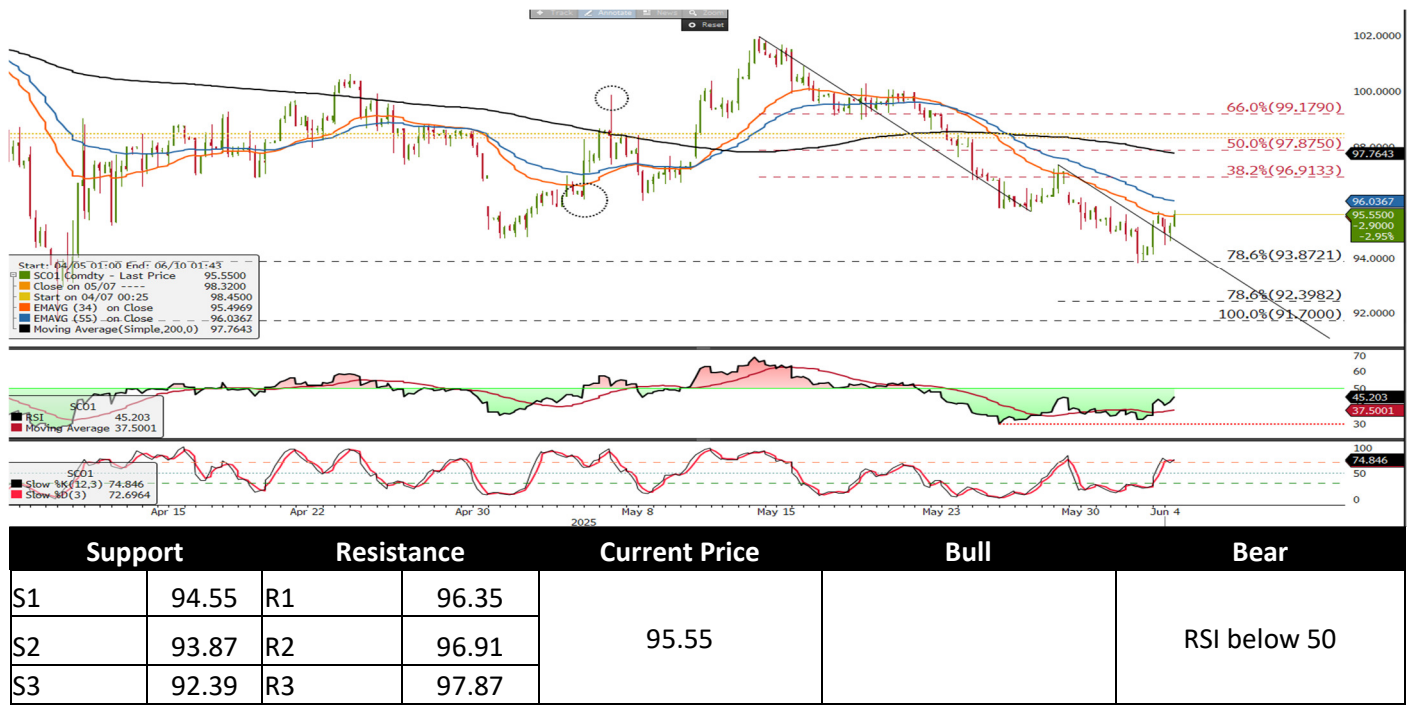 Track Annotate News Zoom
Reset
102.0000
100.0000
66.0%(99.1790)
98.0000
50.0%(97.8750)
97.7643
38.2%(96.9133)
96.0367
95.5500
-2.9000
-2.95%
78.6%(93.8721)
94.0000
78.6%(92.3982)
100.0%(91.7000)
92.0000
Start: 04/05 01:00 End: 06/10 01:43
SCO1 Comdty - Last Price 95.5500
Close on 05/07 ---- 98.3200
Start on 04/07 00:25 98.4500
EMAVG (34) on Close 95.4969
EMAVG (55) on Close 96.0367
Moving Average(Simple,200,0) 97.7643
70
60
50
45.203
37.5001
30
SCO1
RSI 45.203
Moving Average 37.5001
100
74.846
50
0
SCO1
Slow %K(12,3) 74.846
Slow %D(3) 72.6964
Apr 15 Apr 22 Apr 30 May 8 May 15 May 23 May 30 Jun 4
2025
Support Resistance Current Price Bull Bear
S1 94.55 R1 96.35
S2 93.87 R2 96.91 95.55 RSI below 50
S3 92.39 R3 97.87